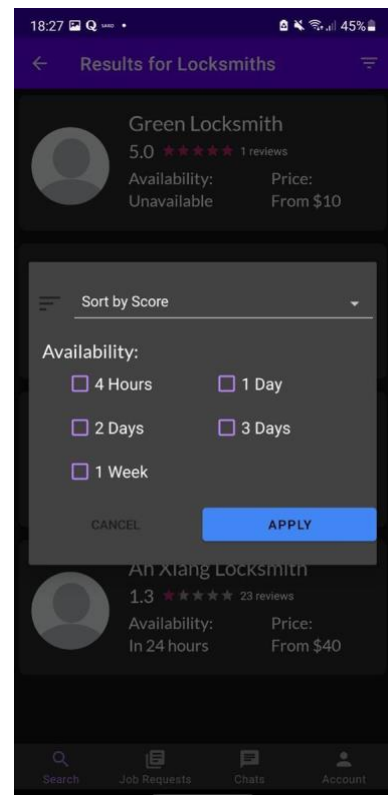 18:27
45%
Results for Locksmiths
Green Locksmith
5.0 ★★★★★ 1 reviews
Availability: Price:
Unavailable From $10
Sort by Score
Availability:
4 Hours 1 Day
2 Days 3 Days
1 Week
CANCEL APPLY
An Xiang Locksmith
1.3 ★★★★★ 23 reviews
Availability: Price:
In 24 hours From $40
Search Job Requests Chats Account